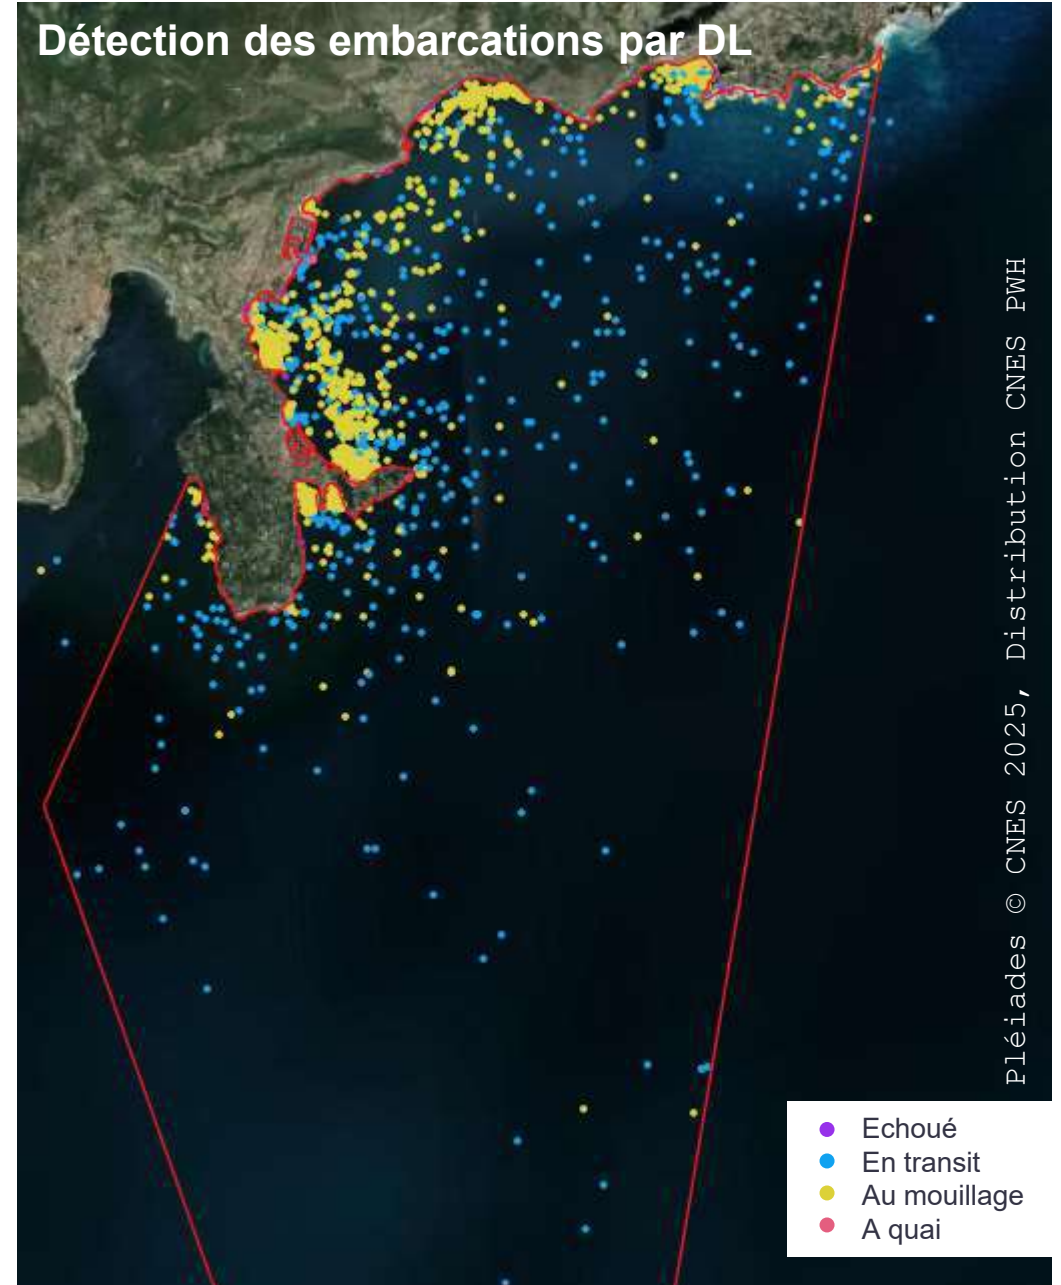 Détection des embarcations par DL
Pléiades © CNES 2025, Distribution CNES PWH
Echoué
En transit
Au mouillage
A quai